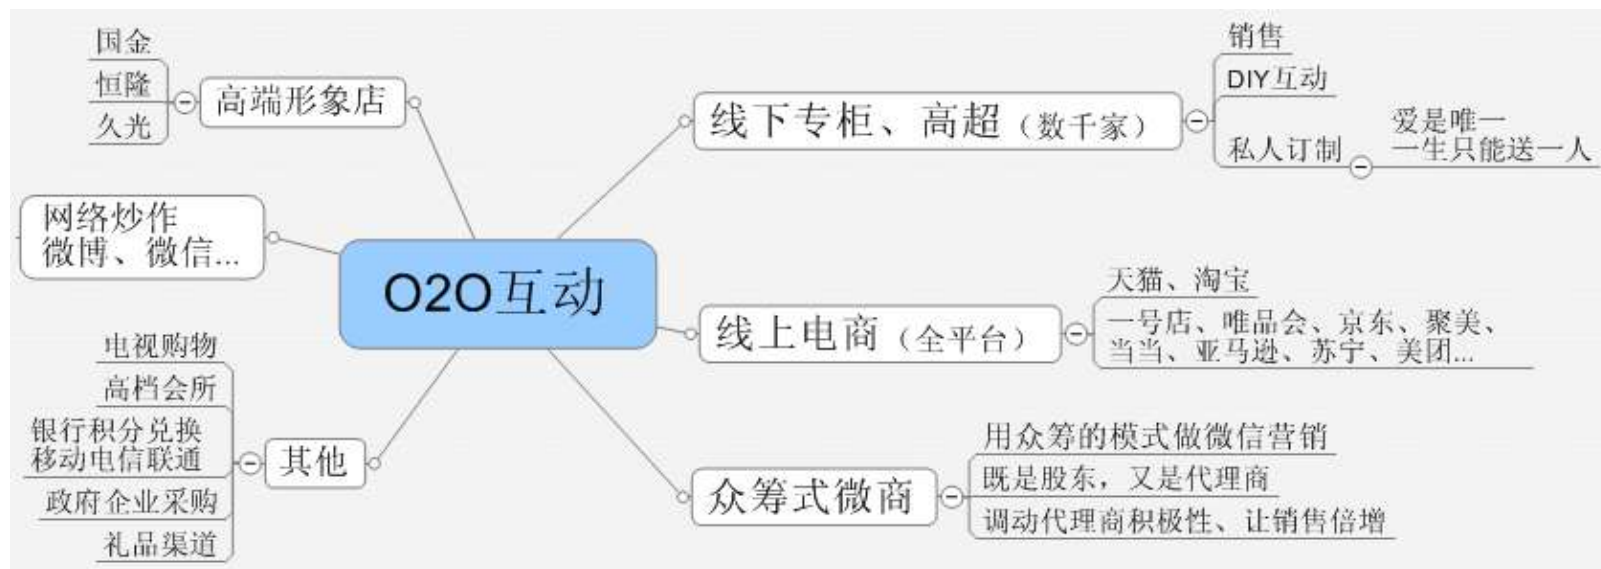 O2O互动
高端形象店
国金
恒隆
久光
网络炒作
微博、微信...
其他
电视购物
高档会所
银行积分兑换
移动电信联通
政府企业采购
礼品渠道
线下专柜、高超（数千家）
销售
DIY互动
私人订制
爱是唯一
一生只能送一人
线上电商（全平台）
天猫、淘宝
一号店、唯品会、京东、聚美、
当当、亚马逊、苏宁、美团...
众筹式微商
用众筹的模式做微信营销
既是股东，又是代理商
调动代理商积极性、让销售倍增